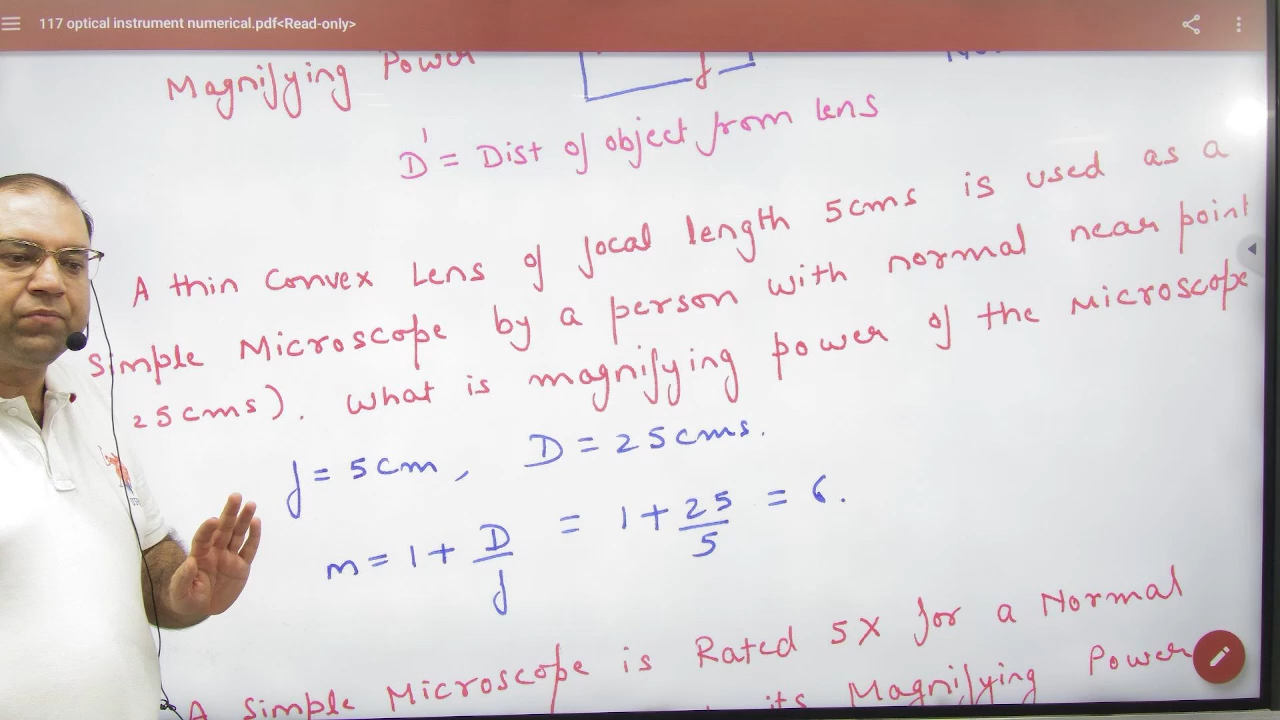 117 optical instrument numerical.pdf<Read-only>
Magnifying Power f
D' = Dist of object from lens
A thin Convex Lens of focal length 5cms is used as a
simple Microscope by a person with normal near point
25cms). What is magnifying power of the Microscope
f = 5cm, D = 25cms.
m = 1 + D/f = 1 + 25/5 = 6.
A simple Microscope is Rated 5X for a Normal
its Magnifying Power